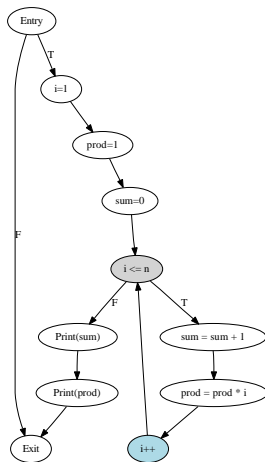 Entry
T
i=1
prod=1
F
sum=0
i <= n
F
T
Print(sum)
sum = sum + 1
Print(prod)
prod = prod * i
Exit
i++